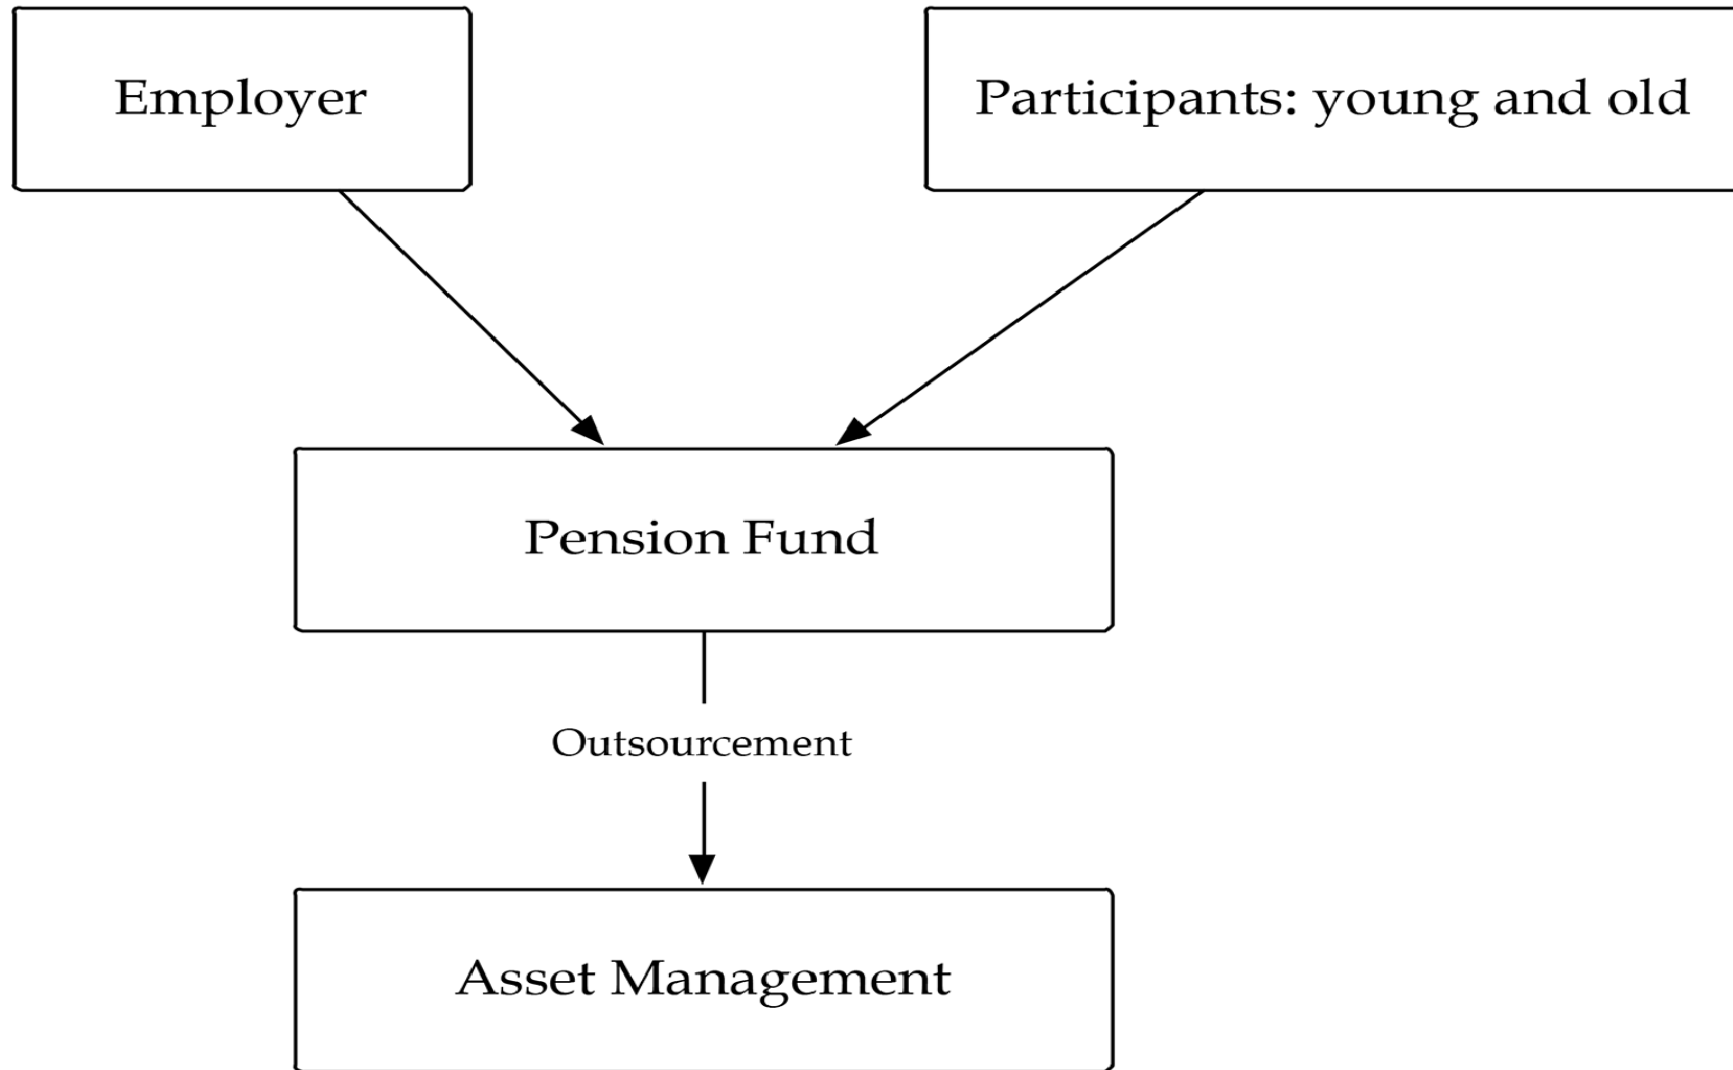 Employer
Participants: young and old
Pension Fund
Outsourcement
Asset Management